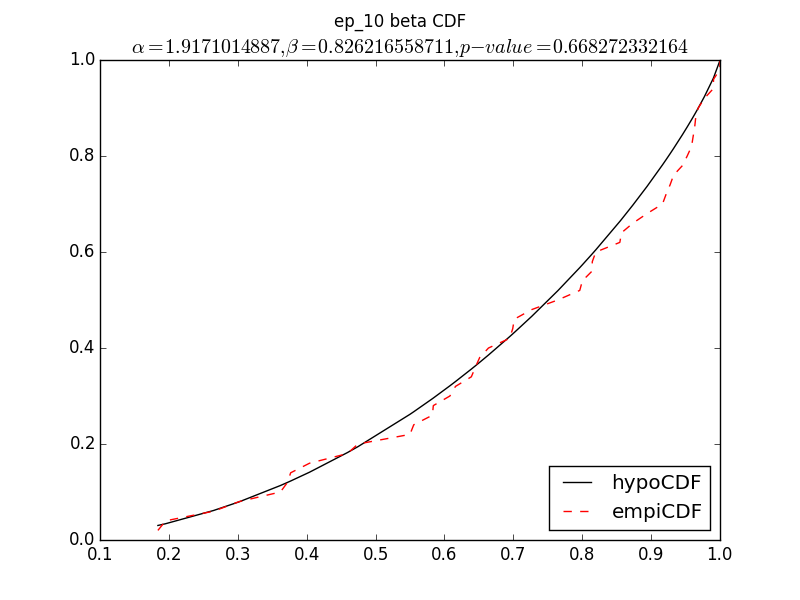 ep_10 beta CDF
α=1.9171014887,β=0.826216558711,p−value=0.668272332164
1.0
0.8
0.6
0.4
0.2
0.0
0.1 0.2 0.3 0.4 0.5 0.6 0.7 0.8 0.9 1.0
hypoCDF
empiCDF